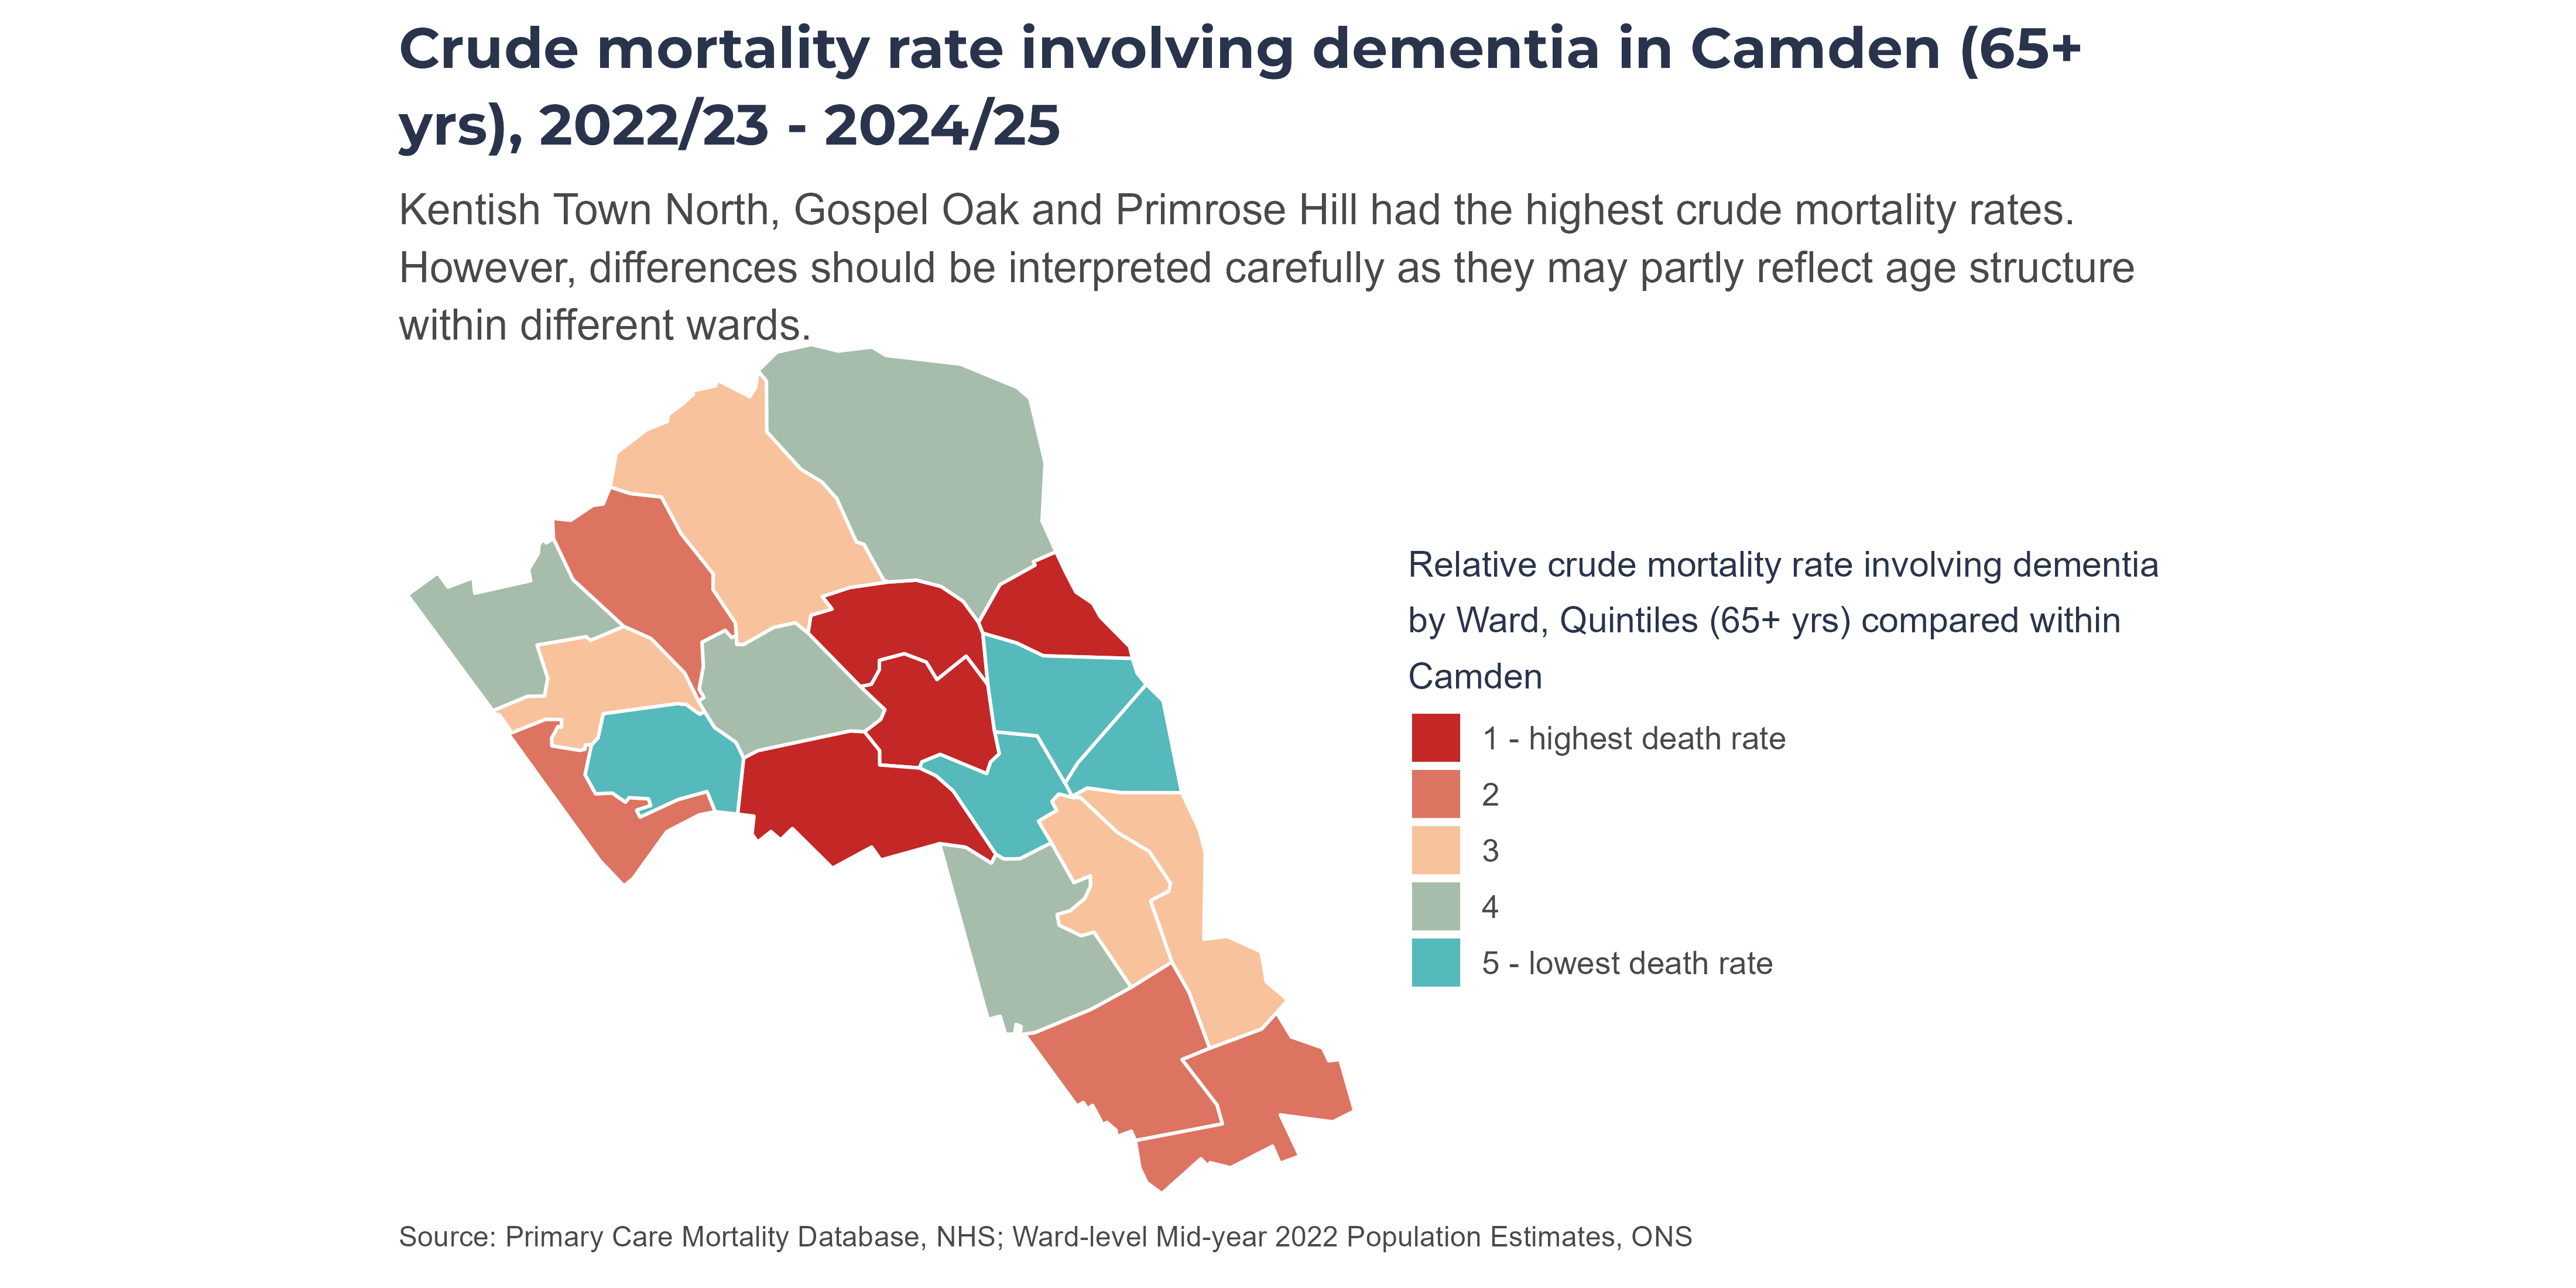 Crude mortality rate involving dementia in Camden (65+
yrs), 2022/23 - 2024/25
Kentish Town North, Gospel Oak and Primrose Hill had the highest crude mortality rates.
However, differences should be interpreted carefully as they may partly reflect age structure
within different wards.
Relative crude mortality rate involving dementia
by Ward, Quintiles (65+ yrs) compared within
Camden
1 - highest death rate
2
3
4
5 - lowest death rate
Source: Primary Care Mortality Database, NHS; Ward-level Mid-year 2022 Population Estimates, ONS